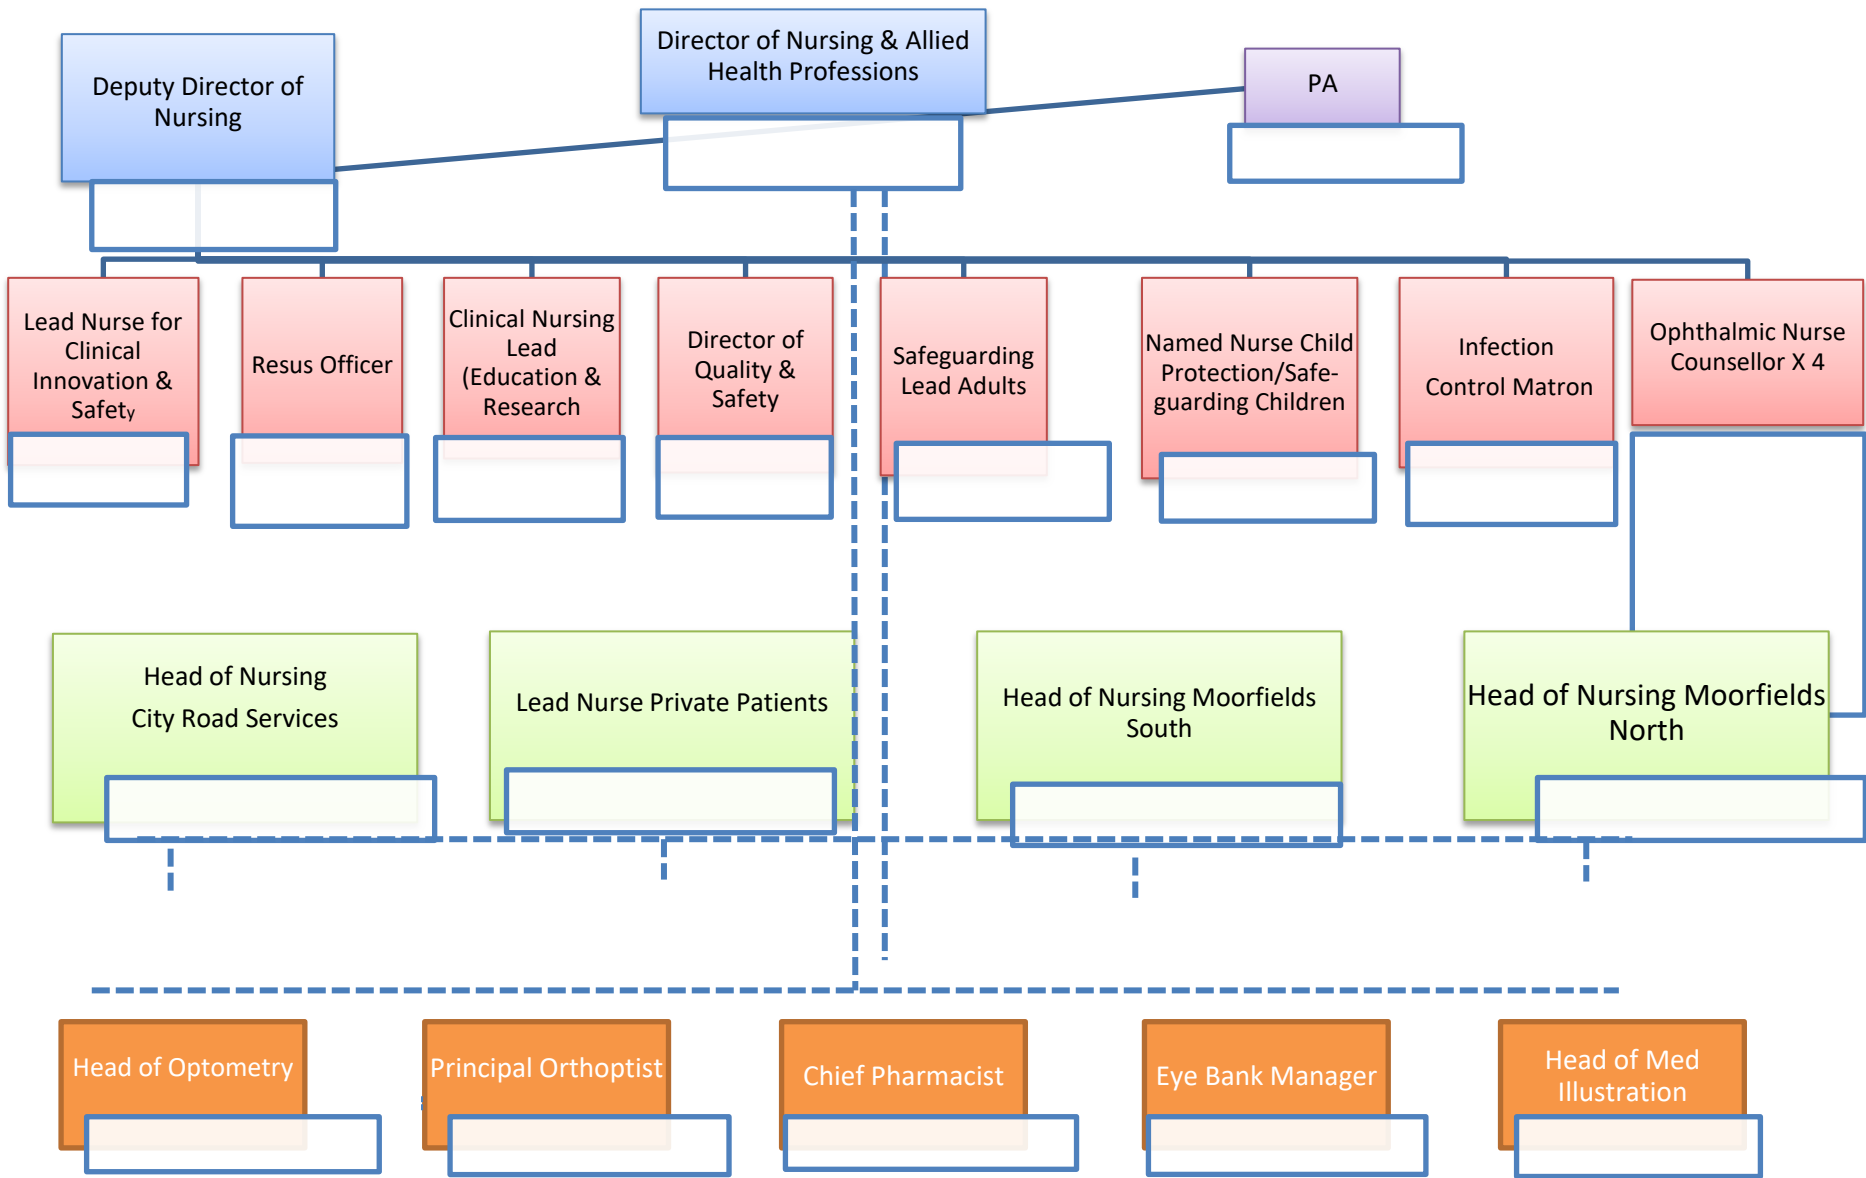 Director of Nursing & Allied
Health Professions
Deputy Director of
Nursing
PA
Lead Nurse for
Clinical
Innovation &
Safety
Resus Officer
Clinical Nursing
Lead
(Education &
Research
Director of
Quality &
Safety
Safeguarding
Lead Adults
Named Nurse Child
Protection/Safe-
guarding Children
Infection
Control Matron
Ophthalmic Nurse
Counsellor X 4
Head of Nursing
City Road Services
Lead Nurse Private Patients
Head of Nursing Moorfields
South
Head of Nursing Moorfields
North
Head of Optometry
Principal Orthoptist
Chief Pharmacist
Eye Bank Manager
Head of Med
Illustration